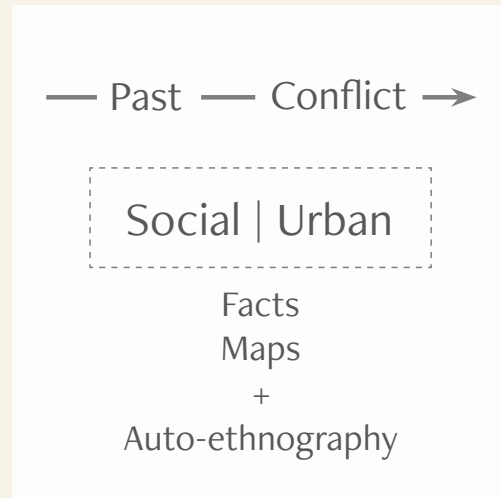 Past Conflict
Social | Urban
Facts
Maps
+
Auto-ethnography